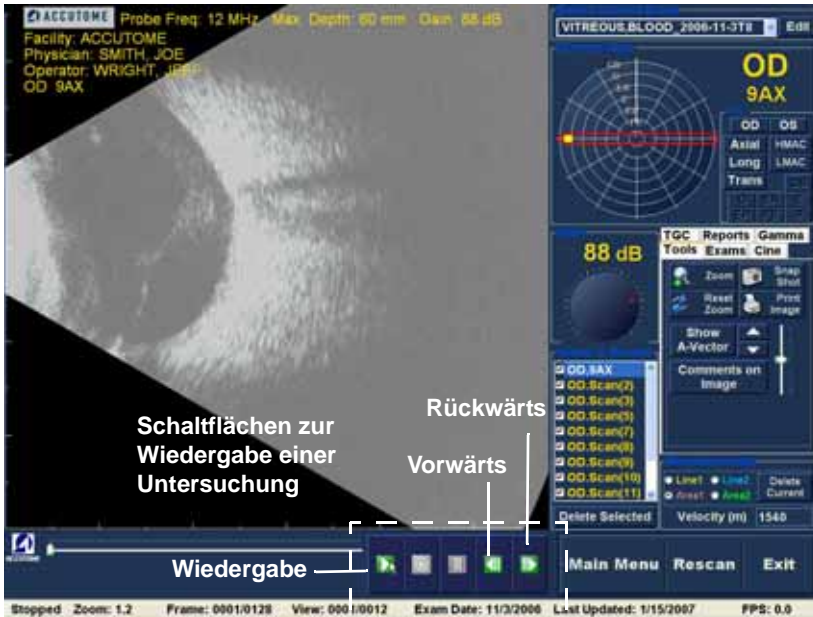 ACCUTOME Probe Freq: 12 MHz Max Depth: 60 mm Gain: 88 dB
Facility: ACCUTOME
Physician: SMITH, JOE
Operator: WRIGHT, JEFF
OD 9AX
VITREOUS,BLOOD_2006-11-3T8 Edit
OD
9AX
OD OS
Axial HMAC
Long LMAC
Trans
88 dB
TGC Reports Gamma
Tools Exams Cine
Zoom Snap Shot
Reset Zoom Print Image
Show A-Vector
Comments on Image
OD.9AX
OD.Scan(2)
OD.Scan(3)
OD.Scan(5)
OD.Scan(7)
OD.Scan(8)
OD.Scan(9)
OD.Scan(10)
OD.Scan(11)
Line1 Line2 Delete Current
Area1 Area2
Delete Selected Velocity (m) 1540
Schaltflächen zur
Wiedergabe einer
Untersuchung
Rückwärts
Vorwärts
Wiedergabe
ACCUTOME
Main Menu Rescan Exit
Stopped Zoom: 1.2 Frame: 0001/0128 View: 0001/0012 Exam Date: 11/3/2006 Last Updated: 1/15/2007 FPS: 0.0